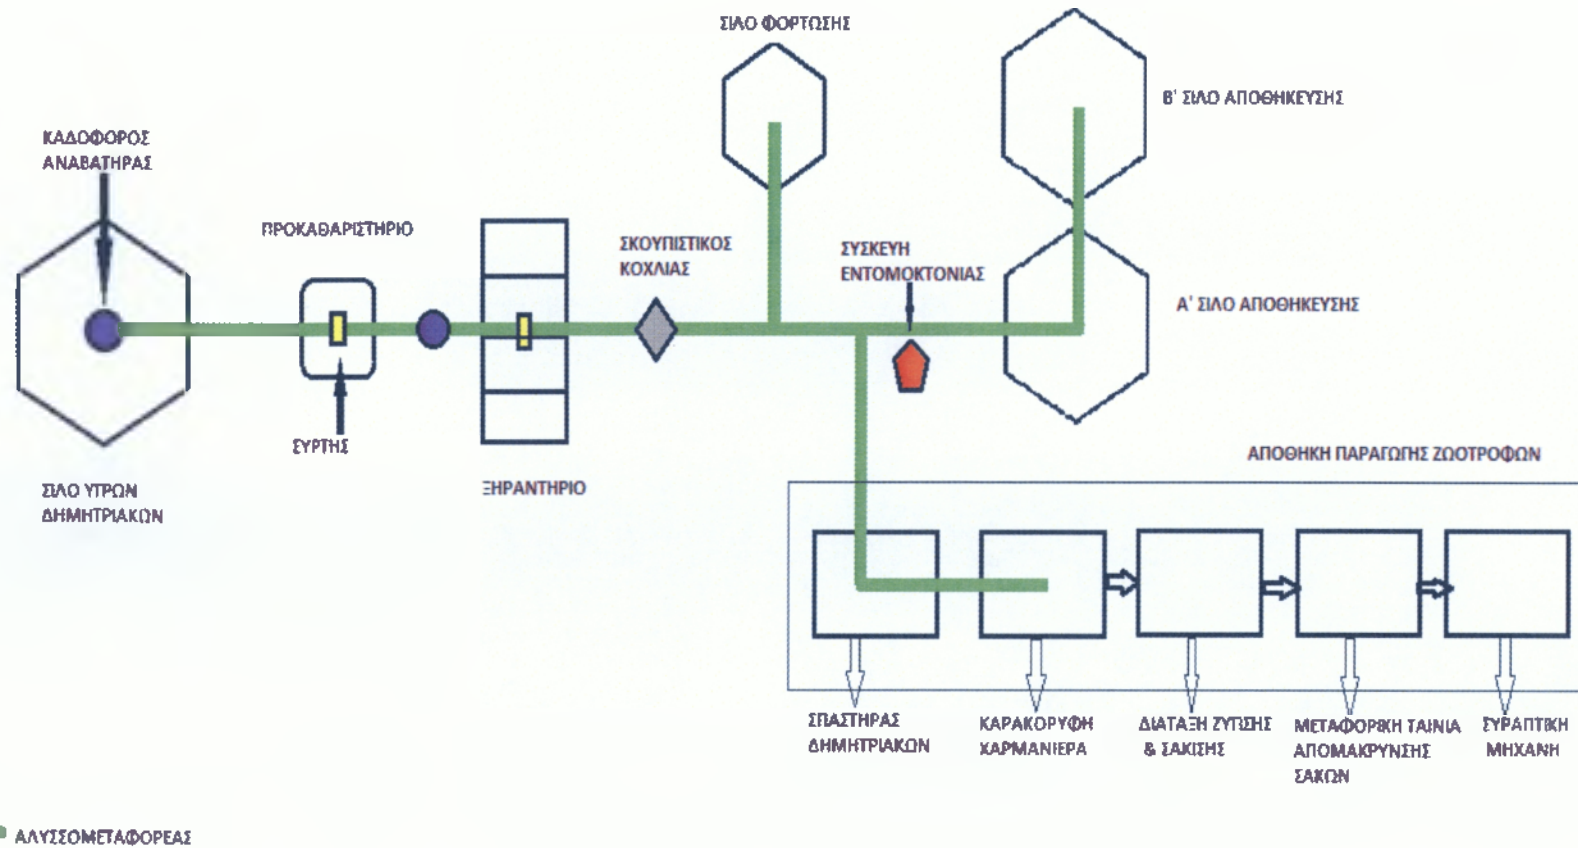 ΣΙΛΟ ΦΟΡΤΩΣΗΣ
Β' ΣΙΛΟ ΑΠΟΘΗΚΕΥΣΗΣ
ΚΑΔΟΦΟΡΟΣ
ΑΝΑΒΑΤΗΡΑΣ
ΠΡΟΚΑΘΑΡΙΣΤΗΡΙΟ
ΣΚΟΥΠΙΣΤΙΚΟΣ
ΚΟΧΛΙΑΣ
ΣΥΣΚΕΥΗ
ΕΝΤΟΜΟΚΤΟΝΙΑΣ
Α' ΣΙΛΟ ΑΠΟΘΗΚΕΥΣΗΣ
ΣΥΡΤΗΣ
ΑΠΟΘΗΚΗ ΠΑΡΑΓΩΓΗΣ ΖΩΟΤΡΟΦΩΝ
ΣΙΛΟ ΥΓΡΩΝ
ΔΗΜΗΤΡΙΑΚΩΝ
ΞΗΡΑΝΤΗΡΙΟ
ΣΠΑΣΤΗΡΑΣ
ΔΗΜΗΤΡΙΑΚΩΝ
ΚΑΡΑΚΟΡΥΦΗ
ΧΑΡΜΑΝΙΕΡΑ
ΔΙΑΤΑΞΗ ΖΥΓΙΣΗΣ
& ΣΑΚΙΣΗΣ
ΜΕΤΑΦΟΡΙΚΗ ΤΑΙΝΙΑ
ΑΠΟΜΑΚΡΥΝΣΗΣ
ΣΑΚΩΝ
ΣΥΡΑΠΤΙΚΗ
ΜΗΧΑΝΗ
ΑΛΥΣΣΟΜΕΤΑΦΟΡΕΑΣ